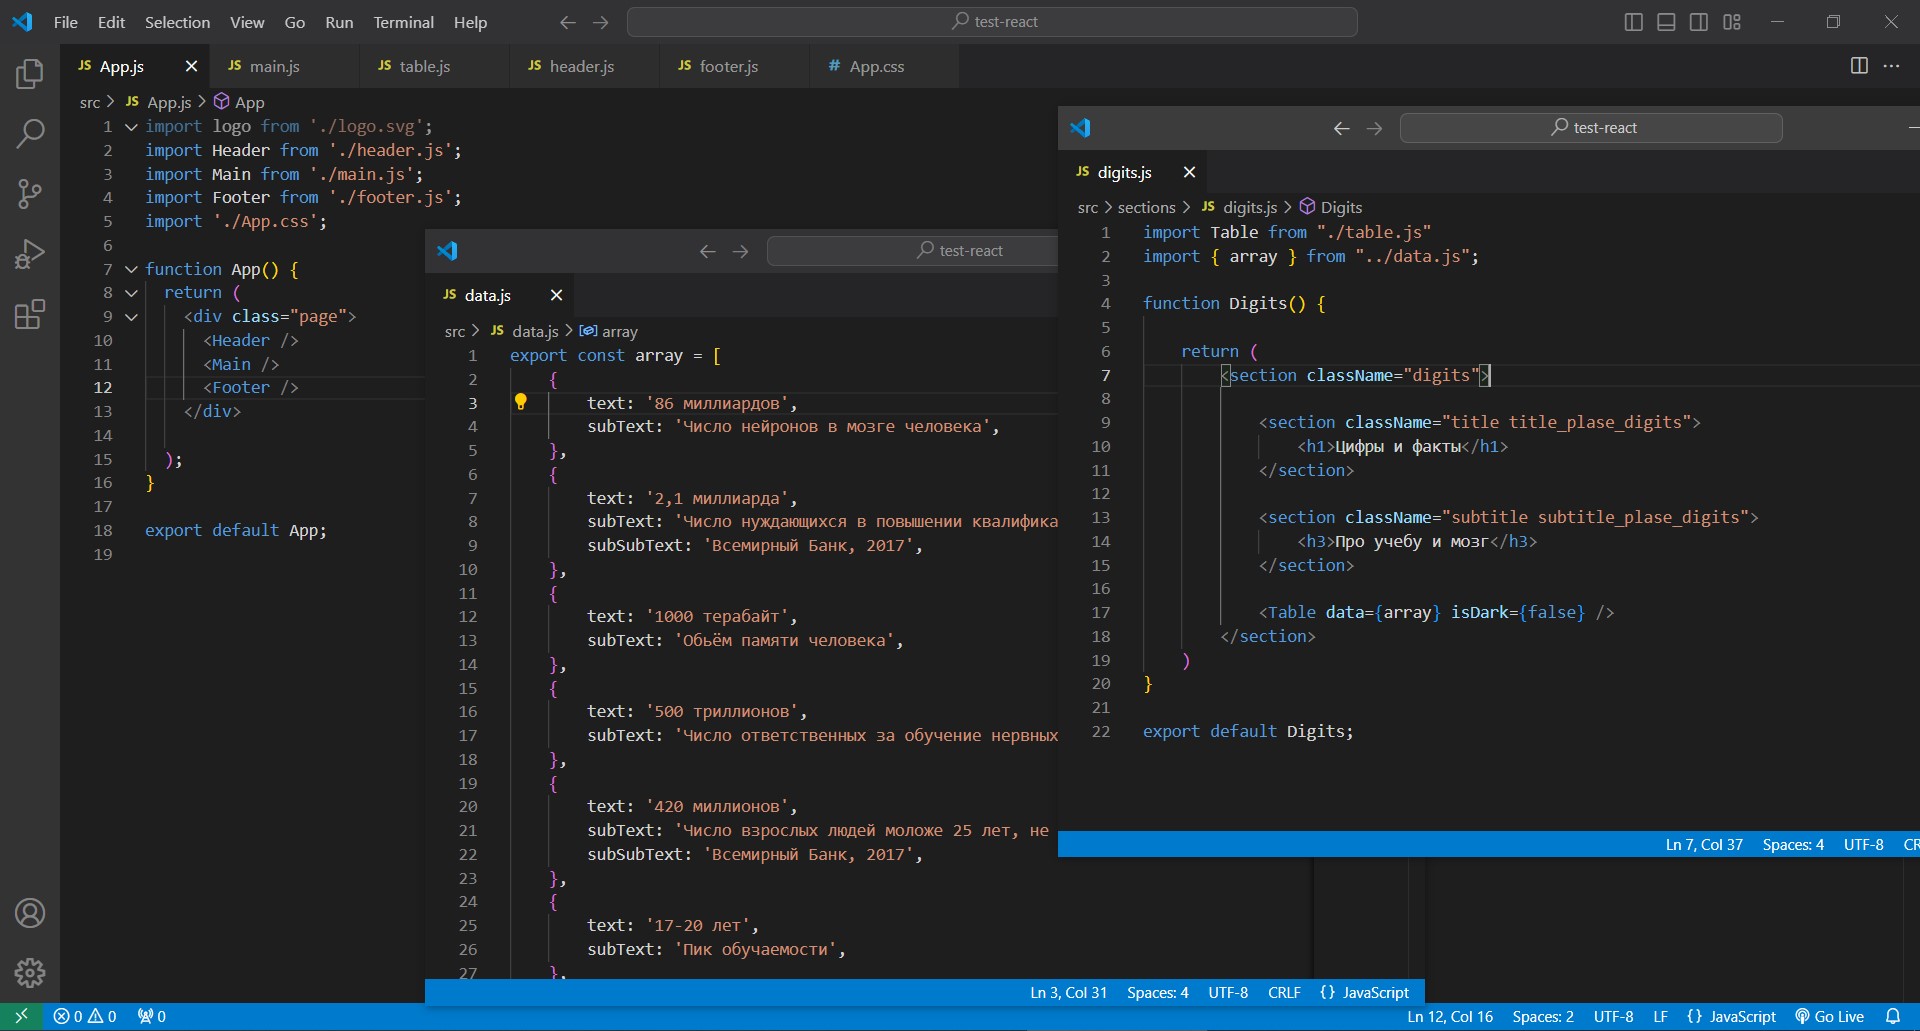 File Edit Selection View Go Run Terminal Help
test-react
JS App.js
JS main.js
JS table.js
JS header.js
JS footer.js
# App.css
src > JS App.js > App
1 import logo from './logo.svg';
2 import Header from './header.js';
3 import Main from './main.js';
4 import Footer from './footer.js';
5 import './App.css';
6
7 function App() {
8 return (
9 <div class="page">
10 <Header />
11 <Main />
12 <Footer />
13 </div>
14
15 );
16 }
17
18 export default App;
19
test-react
JS data.js
src > JS data.js > array
1 export const array = [
2 {
3 text: '86 миллиардов',
4 subText: 'Число нейронов в мозге человека',
5 },
6 {
7 text: '2,1 миллиарда',
8 subText: 'Число нуждающихся в повышении квалифика
9 subSubText: 'Всемирный Банк, 2017',
10 },
11 {
12 text: '1000 терабайт',
13 subText: 'Обьём памяти человека',
14 },
15 {
16 text: '500 триллионов',
17 subText: 'Число ответственных за обучение нервных
18 },
19 {
20 text: '420 миллионов',
21 subText: 'Число взрослых людей моложе 25 лет, не
22 subSubText: 'Всемирный Банк, 2017',
23 },
24 {
25 text: '17-20 лет',
26 subText: 'Пик обучаемости',
27 },
Ln 3, Col 31 Spaces: 4 UTF-8 CRLF {} JavaScript
test-react
JS digits.js
src > sections > JS digits.js > Digits
1 import Table from "./table.js"
2 import { array } from "../data.js";
3
4 function Digits() {
5
6 return (
7 <section className="digits">
8
9 <section className="title title_plase_digits">
10 <h1>Цифры и факты</h1>
11 </section>
12
13 <section className="subtitle subtitle_plase_digits">
14 <h3>Про учебу и мозг</h3>
15 </section>
16
17 <Table data={array} isDark={false} />
18 </section>
19 )
20 }
21
22 export default Digits;
Ln 7, Col 37 Spaces: 4 UTF-8 CR
0 0 0
Ln 12, Col 16 Spaces: 2 UTF-8 LF {} JavaScript Go Live